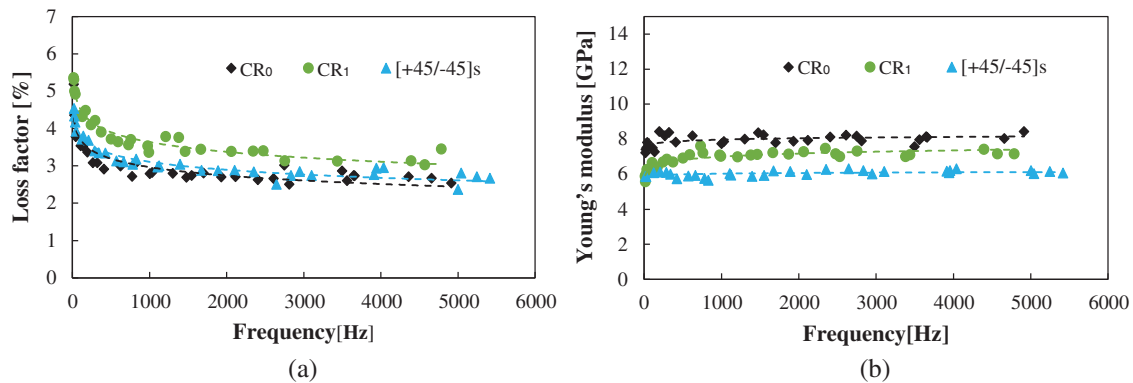 7
6
5
4
3
2
1
0
Loss factor [%]
CR₀ CR₁ [+45/-45]s
0 1000 2000 3000 4000 5000 6000
Frequency[Hz]
(a)
14
12
10
8
6
4
2
0
Young's modulus [GPa]
CR₀ CR₁ [+45/-45]s
0 1000 2000 3000 4000 5000 6000
Frequency[Hz]
(b)